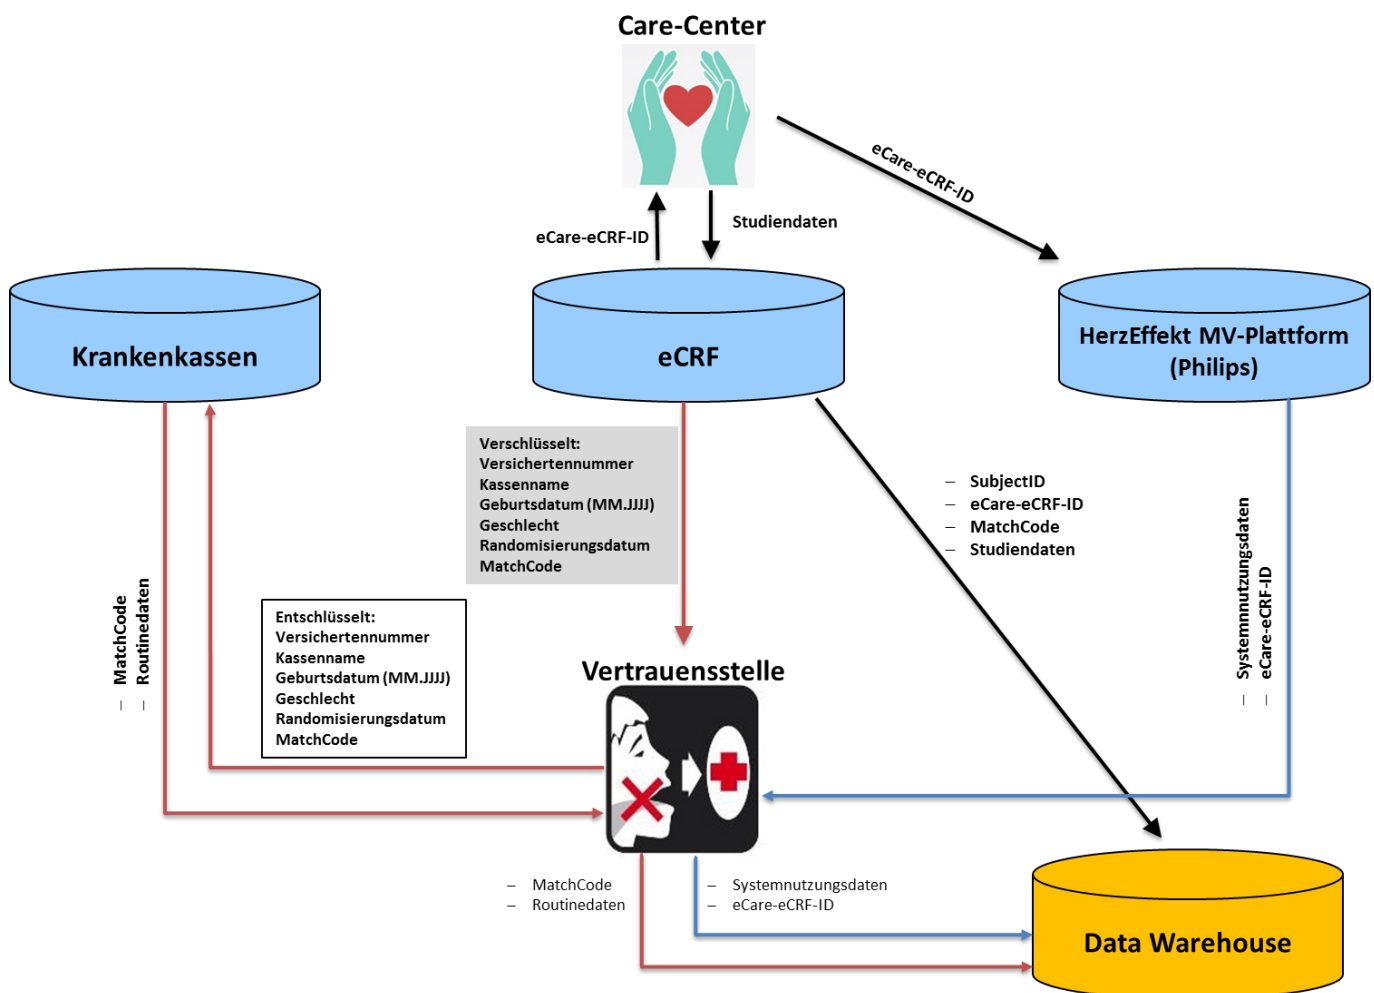 Care-Center
eCare-eCRF-ID
Studiendaten
eCare-eCRF-ID
Krankenkassen
eCRF
HerzEffekt MV-Plattform
(Philips)
Verschlüsselt:
Versichertennummer
Kassenname
Geburtsdatum (MM.JJJJ)
Geschlecht
Randomisierungsdatum
MatchCode
– SubjectID
– eCare-eCRF-ID
– MatchCode
– Studiendaten
– Systemnnutzungsdaten
– eCare-eCRF-ID
– MatchCode
– Routinedaten
Entschlüsselt:
Versichertennummer
Kassenname
Geburtsdatum (MM.JJJJ)
Geschlecht
Randomisierungsdatum
MatchCode
Vertrauensstelle
– MatchCode
– Routinedaten
– Systemnutzungsdaten
– eCare-eCRF-ID
Data Warehouse